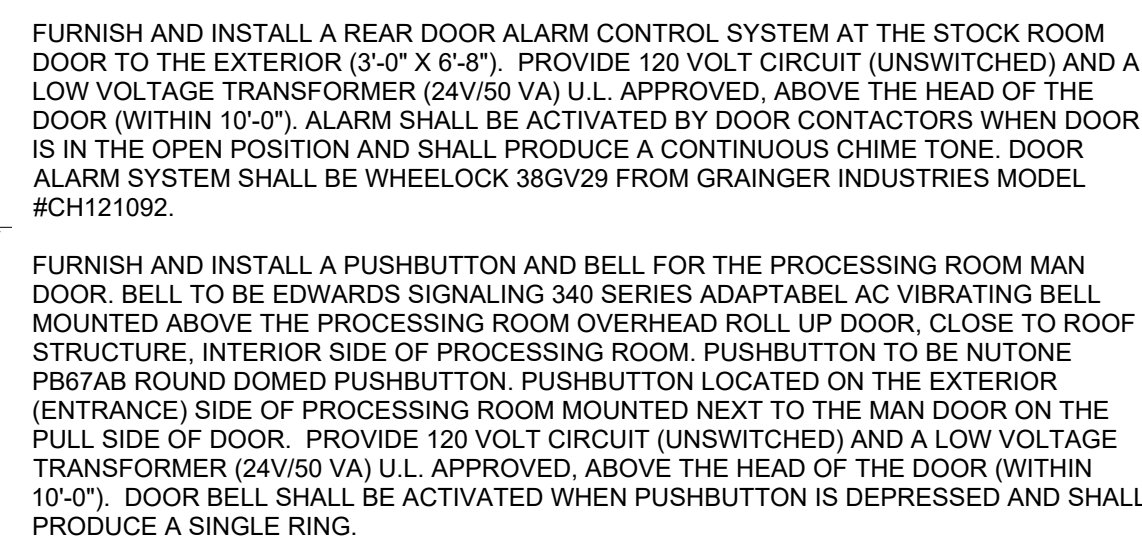 FURNISH AND INSTALL A REAR DOOR ALARM CONTROL SYSTEM AT THE STOCK ROOM
DOOR TO THE EXTERIOR (3'-0" X 6'-8"). PROVIDE 120 VOLT CIRCUIT (UNSWITCHED) AND A
LOW VOLTAGE TRANSFORMER (24V/50 VA) U.L. APPROVED, ABOVE THE HEAD OF THE
DOOR (WITHIN 10'-0"). ALARM SHALL BE ACTIVATED BY DOOR CONTACTORS WHEN DOOR
IS IN THE OPEN POSITION AND SHALL PRODUCE A CONTINUOUS CHIME TONE. DOOR
ALARM SYSTEM SHALL BE WHEELOCK 38GV29 FROM GRAINGER INDUSTRIES MODEL
#CH121092.
FURNISH AND INSTALL A PUSHBUTTON AND BELL FOR THE PROCESSING ROOM MAN
DOOR. BELL TO BE EDWARDS SIGNALING 340 SERIES ADAPTABEL AC VIBRATING BELL
MOUNTED ABOVE THE PROCESSING ROOM OVERHEAD ROLL UP DOOR, CLOSE TO ROOF
STRUCTURE, INTERIOR SIDE OF PROCESSING ROOM. PUSHBUTTON TO BE NUTONE
PB67AB ROUND DOMED PUSHBUTTON. PUSHBUTTON LOCATED ON THE EXTERIOR
(ENTRANCE) SIDE OF PROCESSING ROOM MOUNTED NEXT TO THE MAN DOOR ON THE
PULL SIDE OF DOOR. PROVIDE 120 VOLT CIRCUIT (UNSWITCHED) AND A LOW VOLTAGE
TRANSFORMER (24V/50 VA) U.L. APPROVED, ABOVE THE HEAD OF THE DOOR (WITHIN
10'-0"). DOOR BELL SHALL BE ACTIVATED WHEN PUSHBUTTON IS DEPRESSED AND SHALL
PRODUCE A SINGLE RING.